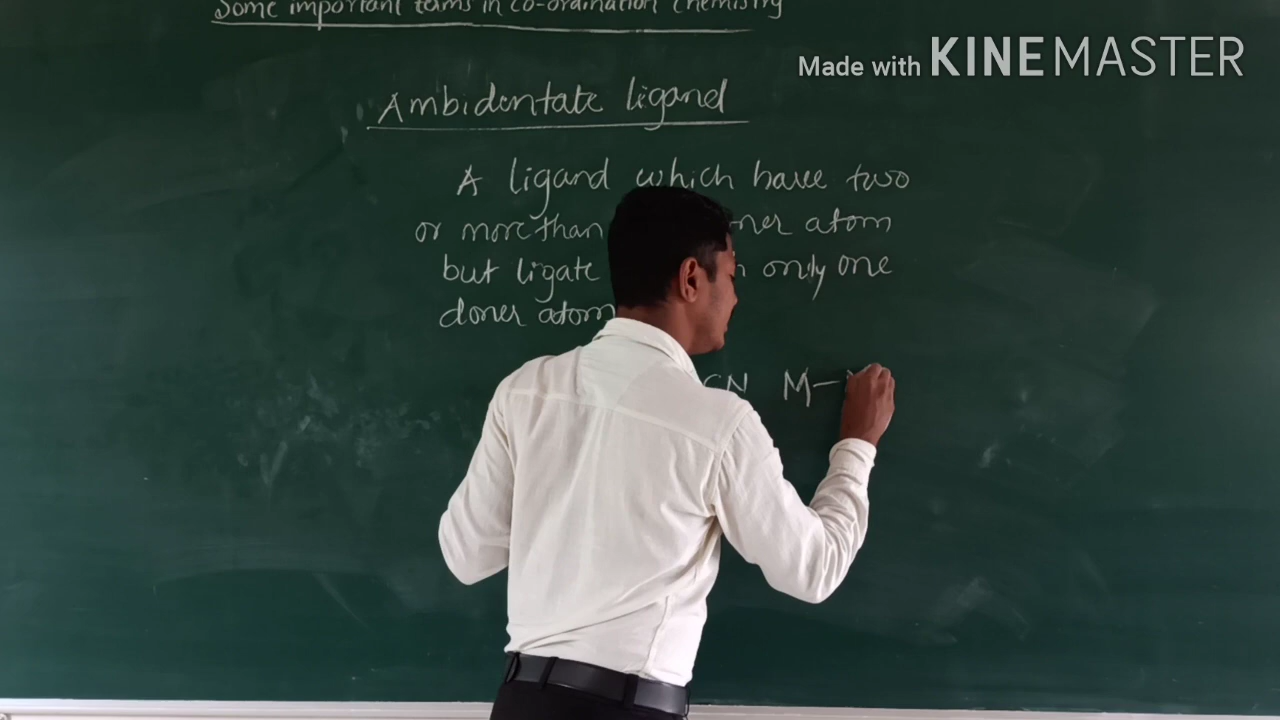 Some important terms in co-ordination chemistry
Made with KINEMASTER
Ambidentate ligand
A ligand which have two
or more than atom
but ligate only one
doner atom
CN M-